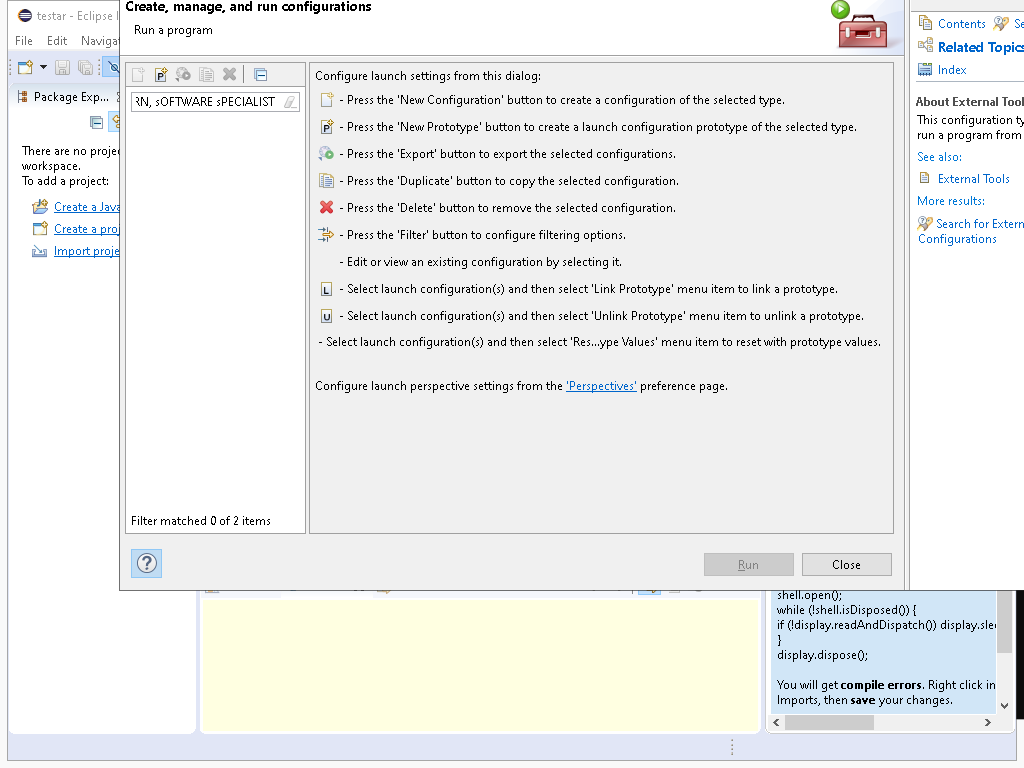 testar - Eclipse I
File Edit Naviga
Package Exp...
There are no proje
workspace.
To add a project:
Create a Java
Create a proj
Import proje
Create, manage, and run configurations
Run a program
RN, sOFTWARE sPECIALIST
Filter matched 0 of 2 items
Configure launch settings from this dialog:
- Press the 'New Configuration' button to create a configuration of the selected type.
P - Press the 'New Prototype' button to create a launch configuration prototype of the selected type.
- Press the 'Export' button to export the selected configurations.
- Press the 'Duplicate' button to copy the selected configuration.
- Press the 'Delete' button to remove the selected configuration.
- Press the 'Filter' button to configure filtering options.
- Edit or view an existing configuration by selecting it.
L - Select launch configuration(s) and then select 'Link Prototype' menu item to link a prototype.
U - Select launch configuration(s) and then select 'Unlink Prototype' menu item to unlink a prototype.
- Select launch configuration(s) and then select 'Res...ype Values' menu item to reset with prototype values.
Configure launch perspective settings from the 'Perspectives' preference page.
?
Run
Close
Contents Se
Related Topics
Index
About External Tool
This configuration ty
run a program from
See also:
External Tools
More results:
Search for Extern
Configurations
shell.open();
while (!shell.isDisposed()) {
if (!display.readAndDispatch()) display.slee
}
display.dispose();
You will get compile errors. Right click in
Imports, then save your changes.